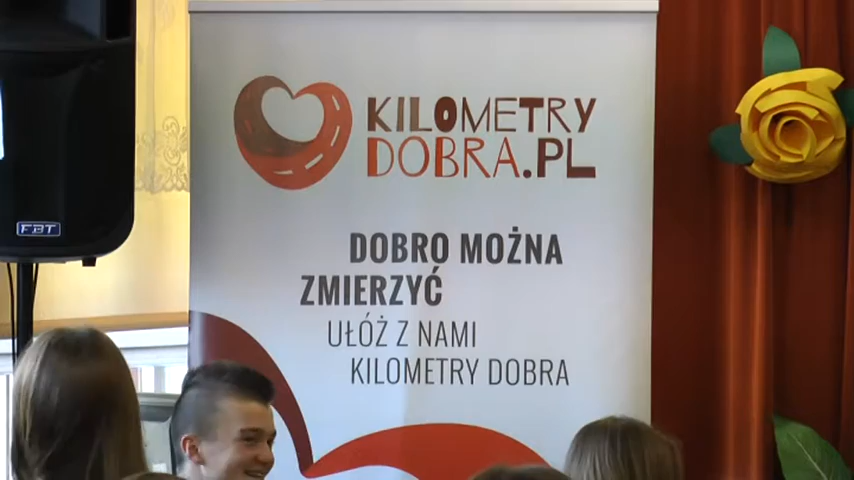 KILOMETRY
DOBRA.PL
DOBRO MOŻNA
ZMIERZYĆ
UŁÓŻ Z NAMI
KILOMETRY DOBRA
FBT